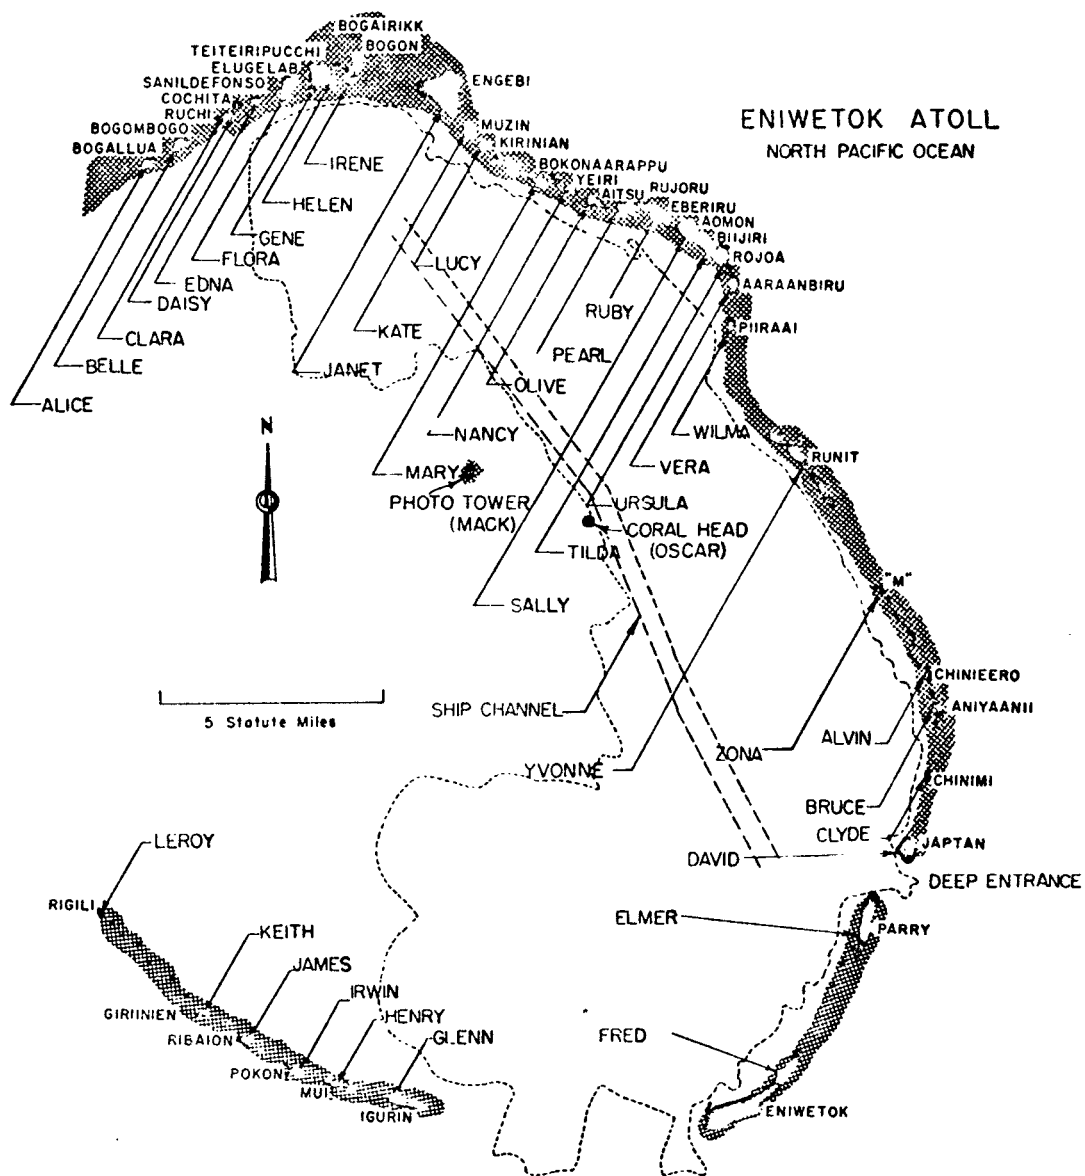 ENIWETOK ATOLL
NORTH PACIFIC OCEAN
BOGAIRIKK
BOGON
TEITEIRIPUCCHI
ELUGELAB
SANILDEFONSO
COCHITA
RUCHI
BOGOMBOGO
BOGALLUA
ENGEBI
MUZIN
KIRINIAN
BOKONAARAPPU
YEIRI
AITSU
RUJORU
EBERIRU
AOMON
BIIJIRI
ROJOA
AARAANBIRU
PIIRAAI
RUNIT
"M"
CHINIEERO
ANIYAANII
CHINIMI
JAPTAN
DEEP ENTRANCE
PARRY
ENIWETOK
IRENE
HELEN
GENE
FLORA
EDNA
DAISY
CLARA
BELLE
ALICE
LUCY
KATE
JANET
RUBY
PEARL
OLIVE
NANCY
MARY
WILMA
VERA
URSULA
TILDA
SALLY
PHOTO TOWER
(MACK)
CORAL HEAD
(OSCAR)
N
5 Statute Miles
SHIP CHANNEL
YVONNE
ZONA
ALVIN
BRUCE
CLYDE
DAVID
ELMER
FRED
LEROY
RIGILI
KEITH
JAMES
IRWIN
HENRY
GLENN
GIRIINIEN
RIBAION
POKON
MUI
IGURIN